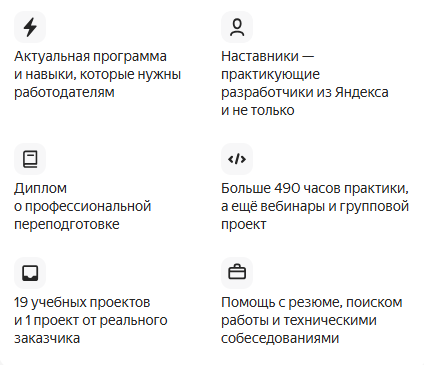 Актуальная программа
и навыки, которые нужны
работодателям
Наставники —
практикующие
разработчики из Яндекса
и не только
Диплом
о профессиональной
переподготовке
Больше 490 часов практики,
а ещё вебинары и групповой
проект
19 учебных проектов
и 1 проект от реального
заказчика
Помощь с резюме, поиском
работы и техническими
собеседованиями